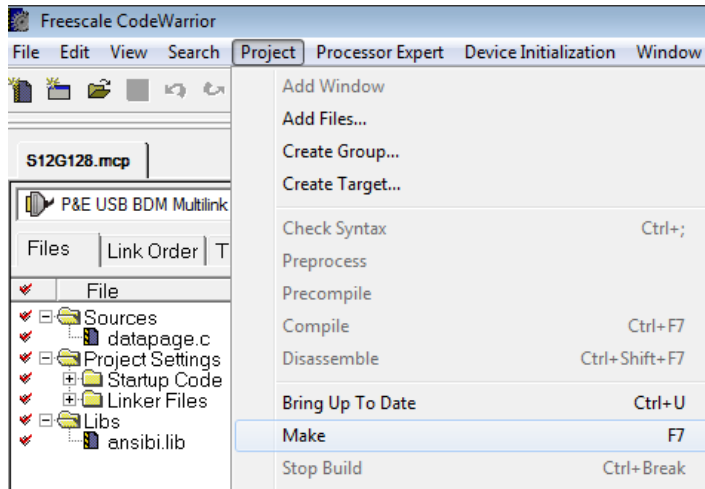 Freescale CodeWarrior
File Edit View Search Project Processor Expert Device Initialization Window
Add Window
Add Files...
Create Group...
Create Target...
Check Syntax Ctrl+;
Preprocess
Precompile
Compile Ctrl+F7
Disassemble Ctrl+Shift+F7
Bring Up To Date Ctrl+U
Make F7
Stop Build Ctrl+Break
S12G128.mcp
P&E USB BDM Multilink
Files Link Order T
File
Sources
datapage.c
Project Settings
Startup Code
Linker Files
Libs
ansibi.lib